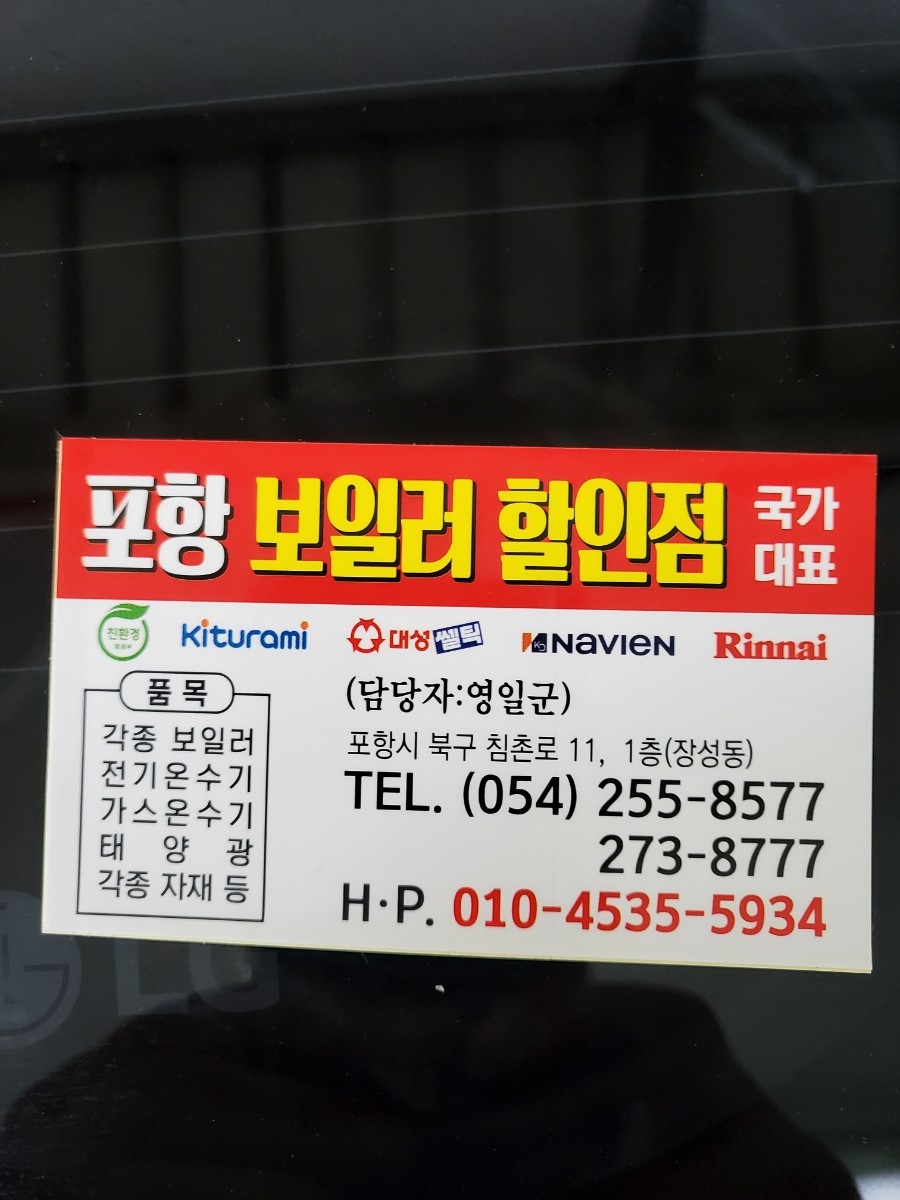 포항 보일러 할인점 국가 대표
친환경
KITURAMI
대성쎌틱
KD NAVIEN
Rinnai
품목
각종 보일러
전기온수기
가스온수기
태양광
각종 자재 등
(담당자:영일군)
포항시 북구 침촌로 11, 1층(장성동)
TEL. (054) 255-8577
273-8777
H·P. 010-4535-5934
LG